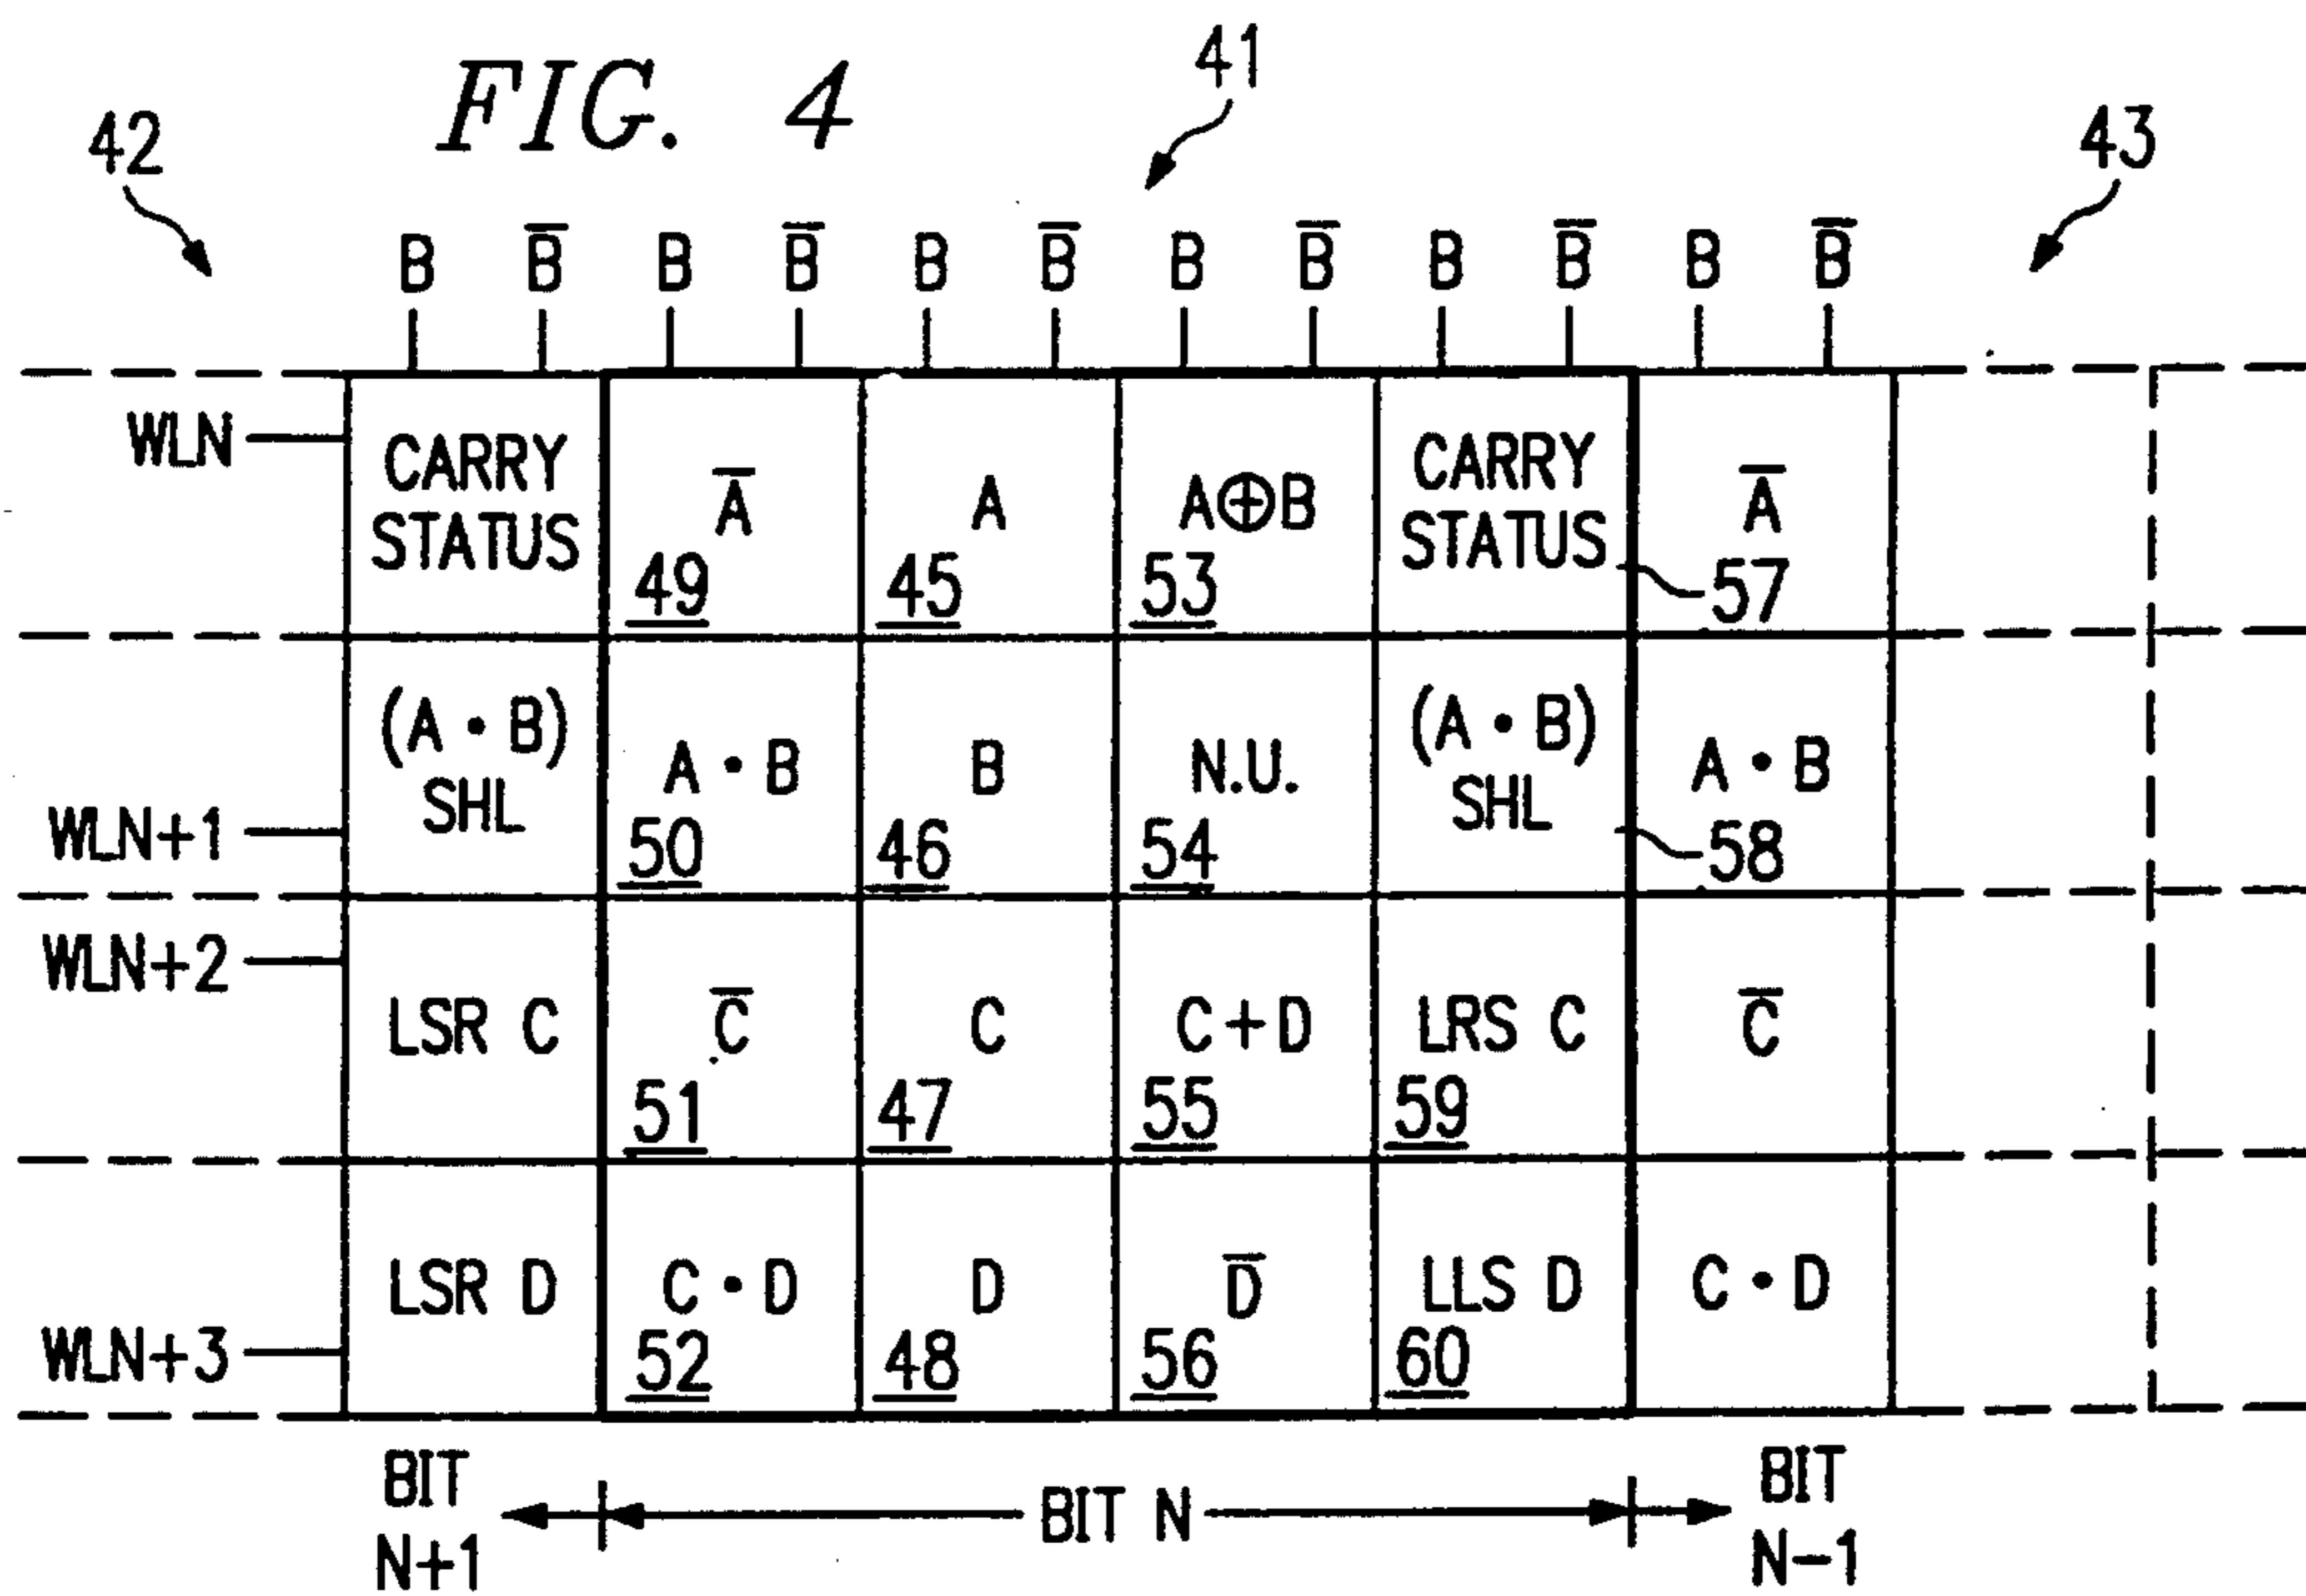 FIG. 4
41
42
43
B B̅ B B̅ B B̅ B B̅ B B̅ B B̅
WLN
CARRY STATUS
A̅
49
A
45
A⊕B
53
CARRY STATUS
57
A̅
WLN+1
(A • B) SHL
A • B
50
B
46
N.U.
54
(A • B) SHL
58
A • B
WLN+2
LSR C
C̅
51
C
47
C+D
55
LRS C
59
C̅
WLN+3
LSR D
C • D
52
D
48
D̅
56
LLS D
60
C • D
BIT N+1
BIT N
BIT N-1